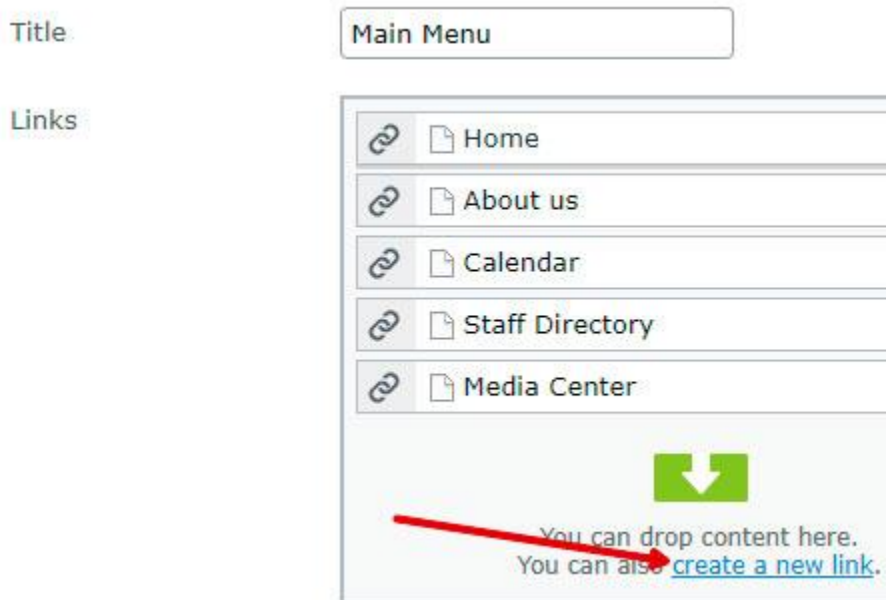 Title
Main Menu
Links
Home
About us
Calendar
Staff Directory
Media Center
You can drop content here.
You can also create a new link.